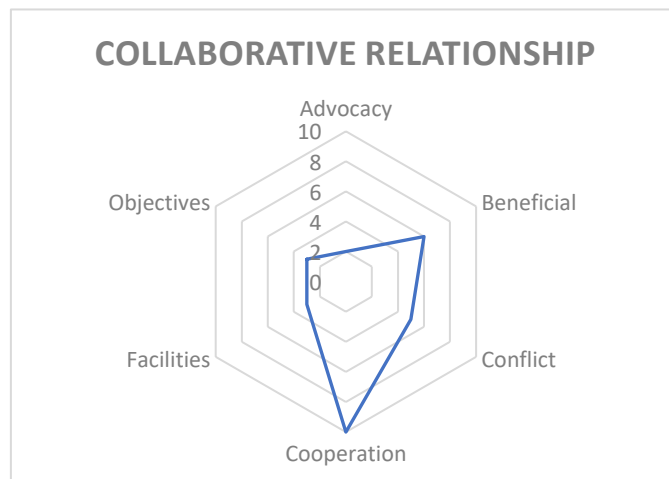 COLLABORATIVE RELATIONSHIP
Advocacy
10
8
6
4
2
0
Objectives
Beneficial
Facilities
Conflict
Cooperation